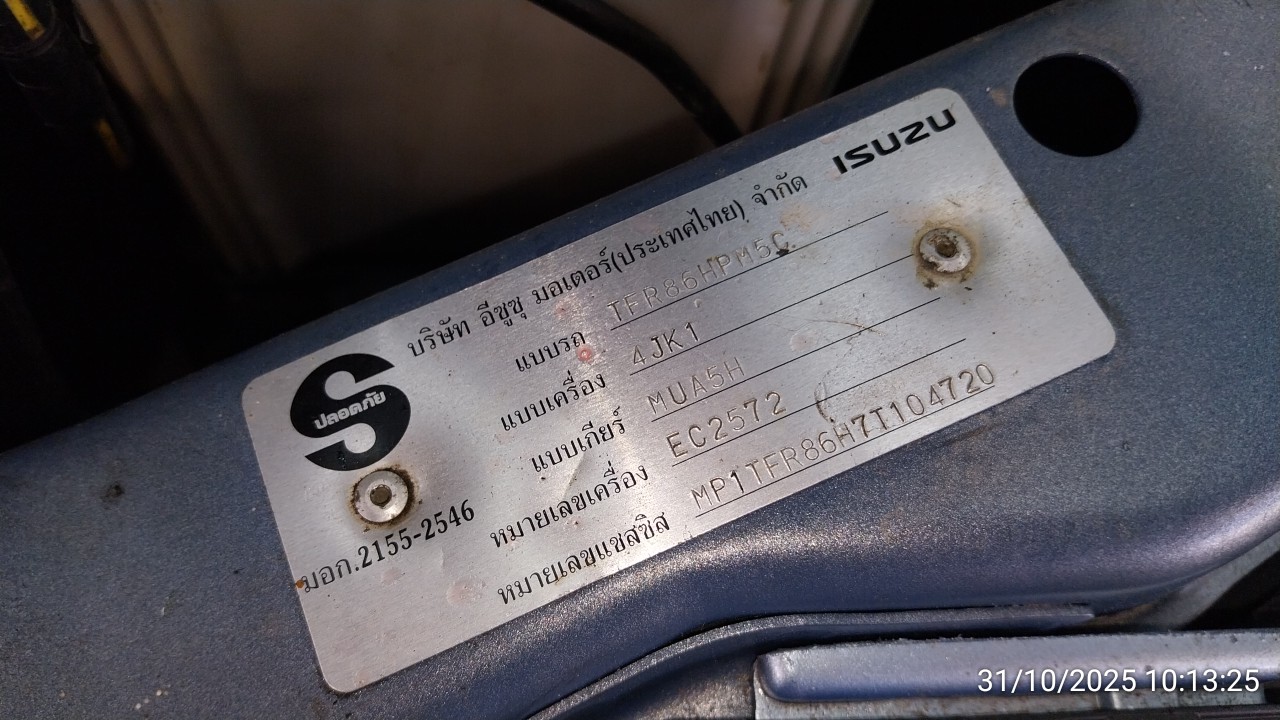 ISUZU
บริษัท อีซูซุ มอเตอร์(ประเทศไทย) จำกัด
แบบรถ TFR86HPM5C
แบบเครื่อง 4JK1
แบบเกียร์ MUA5H
หมายเลขเครื่อง EC2572
หมายเลขแชสซิส MP1TFR86H7T104720
ปลอดภัย
มอก.2155-2546
31/10/2025 10:13:25